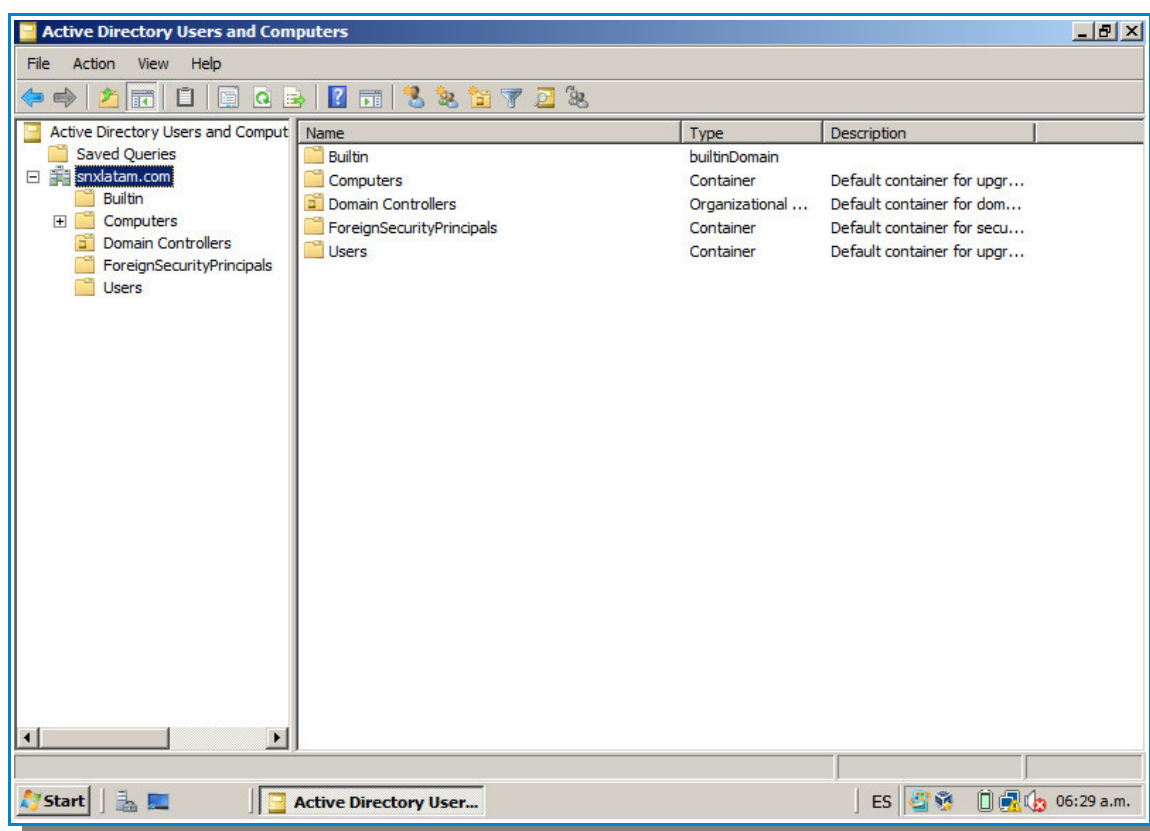 Active Directory Users and Computers
File Action View Help
Active Directory Users and Comput
Saved Queries
snxlatam.com
Builtin
Computers
Domain Controllers
ForeignSecurityPrincipals
Users
Name Type Description
Builtin builtinDomain
Computers Container Default container for upgr...
Domain Controllers Organizational ... Default container for dom...
ForeignSecurityPrincipals Container Default container for secu...
Users Container Default container for upgr...
Start Active Directory User... ES 06:29 a.m.